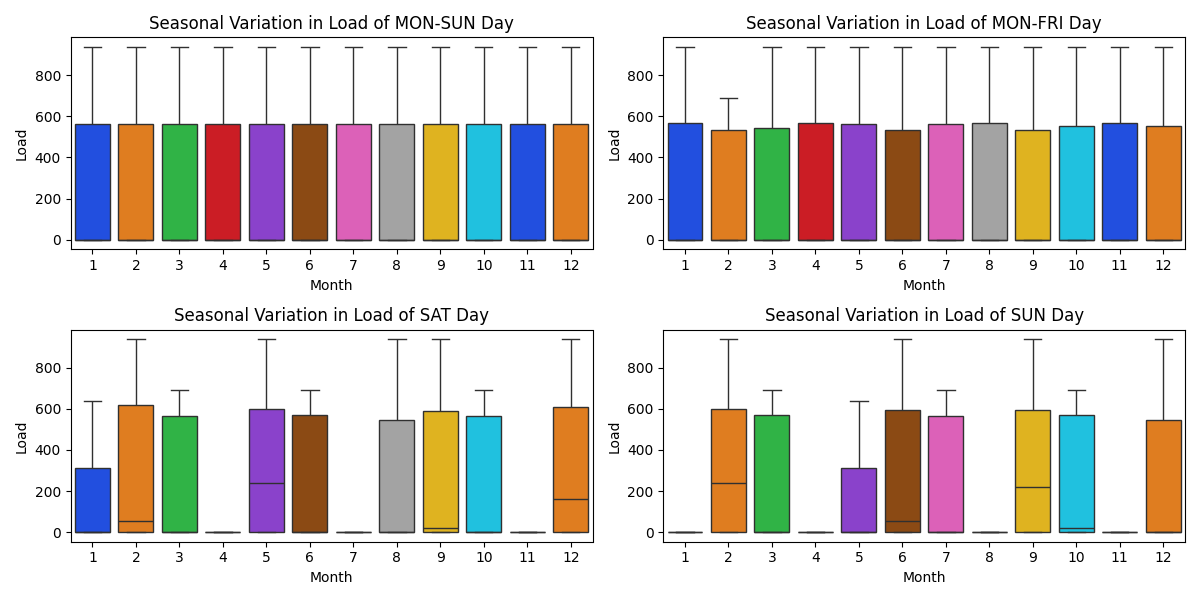 Seasonal Variation in Load of MON-SUN Day
Load
800
600
400
200
0
1 2 3 4 5 6 7 8 9 10 11 12
Month
Seasonal Variation in Load of MON-FRI Day
Load
800
600
400
200
0
1 2 3 4 5 6 7 8 9 10 11 12
Month
Seasonal Variation in Load of SAT Day
Load
800
600
400
200
0
1 2 3 4 5 6 7 8 9 10 11 12
Month
Seasonal Variation in Load of SUN Day
Load
800
600
400
200
0
1 2 3 4 5 6 7 8 9 10 11 12
Month